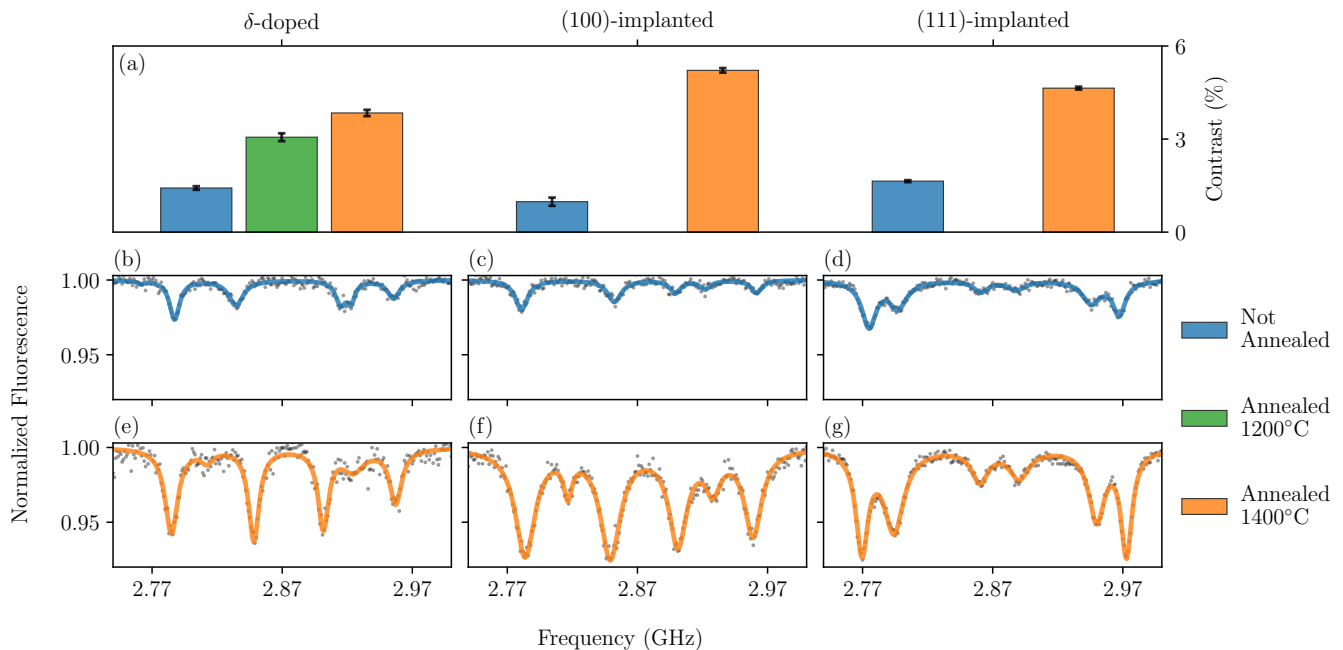 δ-doped (100)-implanted (111)-implanted
(a)
6
3
0
Contrast (%)
(b) (c) (d)
1.00
0.95
Normalized Fluorescence
Not
Annealed
Annealed
1200°C
Annealed
1400°C
(e) (f) (g)
1.00
0.95
2.77 2.87 2.97 2.77 2.87 2.97 2.77 2.87 2.97
Frequency (GHz)